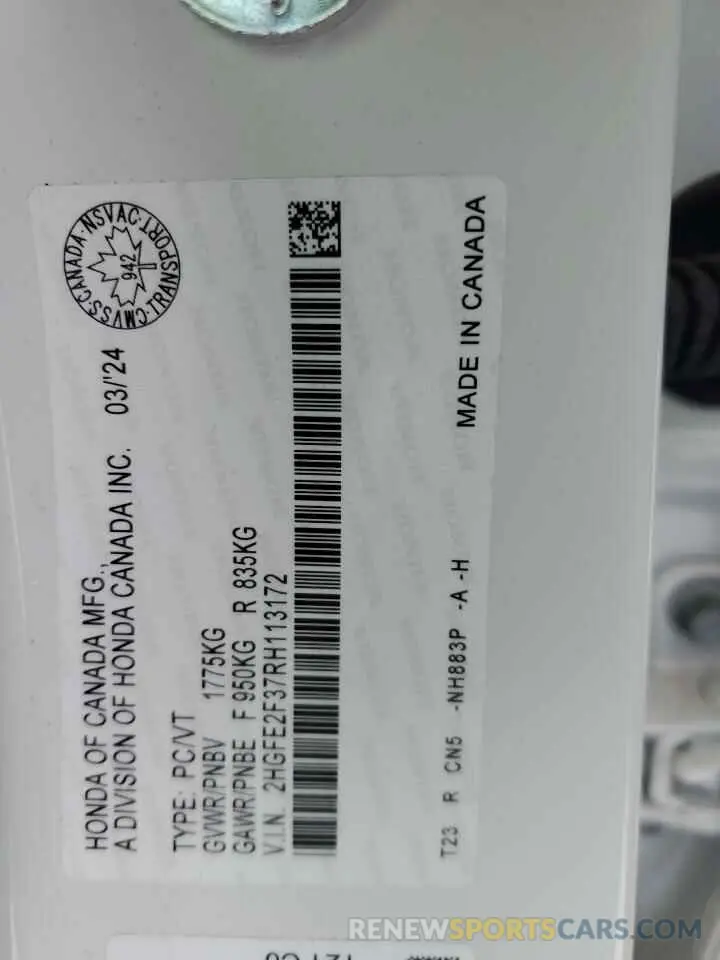 HONDA OF CANADA MFG.,
A DIVISION OF HONDA CANADA INC. 03/'24
CMVSS·CANADA·NSVAC·TRANSPORT·
942
TYPE: PC/VT
GVWR/PNBV 1775KG
GAWR/PNBE F 950KG R 835KG
V.I.N. 2HGFE2F37RH113172
T23 R CN5 -NH883P -A -H MADE IN CANADA
RENEWSPORTSCARS.COM